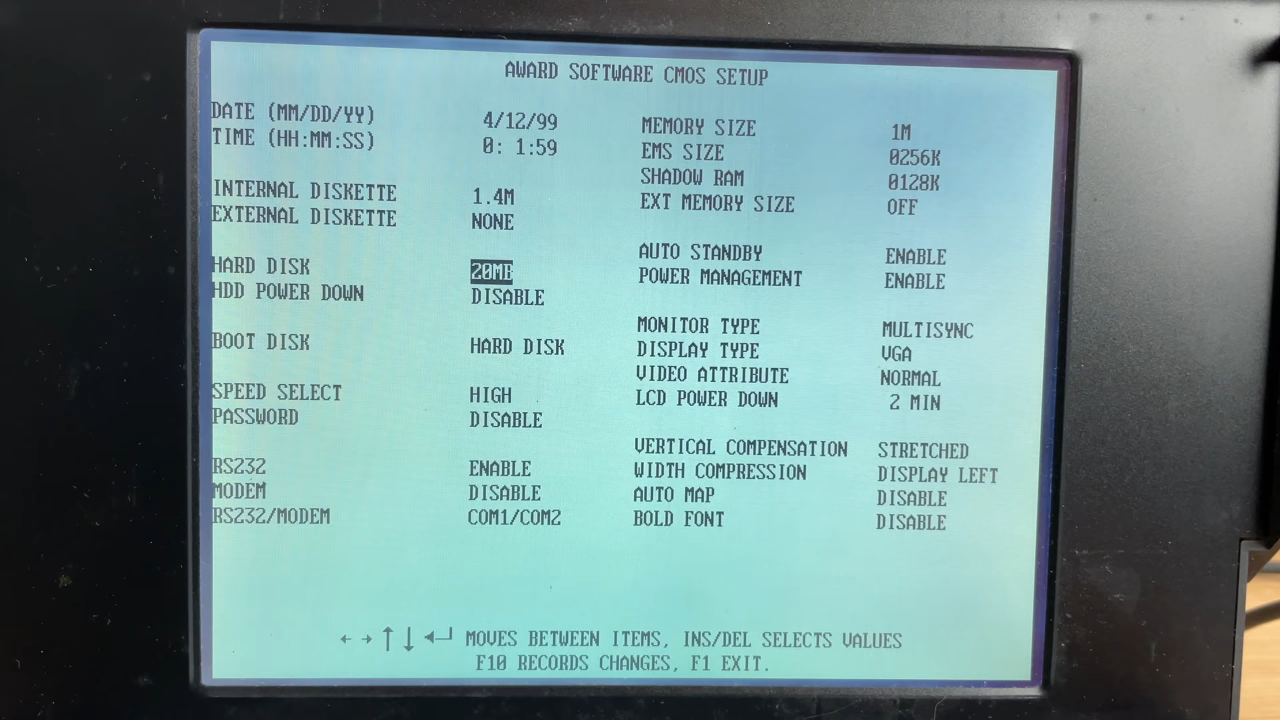 AWARD SOFTWARE CMOS SETUP
DATE (MM/DD/YY) 4/12/99 MEMORY SIZE 1M
TIME (HH:MM:SS) 0: 1:59 EMS SIZE 0256K
SHADOW RAM 0128K
INTERNAL DISKETTE 1.4M EXT MEMORY SIZE OFF
EXTERNAL DISKETTE NONE
AUTO STANDBY ENABLE
HARD DISK 20MB POWER MANAGEMENT ENABLE
HDD POWER DOWN DISABLE
MONITOR TYPE MULTISYNC
BOOT DISK HARD DISK DISPLAY TYPE VGA
VIDEO ATTRIBUTE NORMAL
SPEED SELECT HIGH LCD POWER DOWN 2 MIN
PASSWORD DISABLE
VERTICAL COMPENSATION STRETCHED
RS232 ENABLE WIDTH COMPRESSION DISPLAY LEFT
MODEM DISABLE AUTO MAP DISABLE
RS232/MODEM COM1/COM2 BOLD FONT DISABLE
←→↑↓↵ MOVES BETWEEN ITEMS, INS/DEL SELECTS VALUES
F10 RECORDS CHANGES, F1 EXIT.